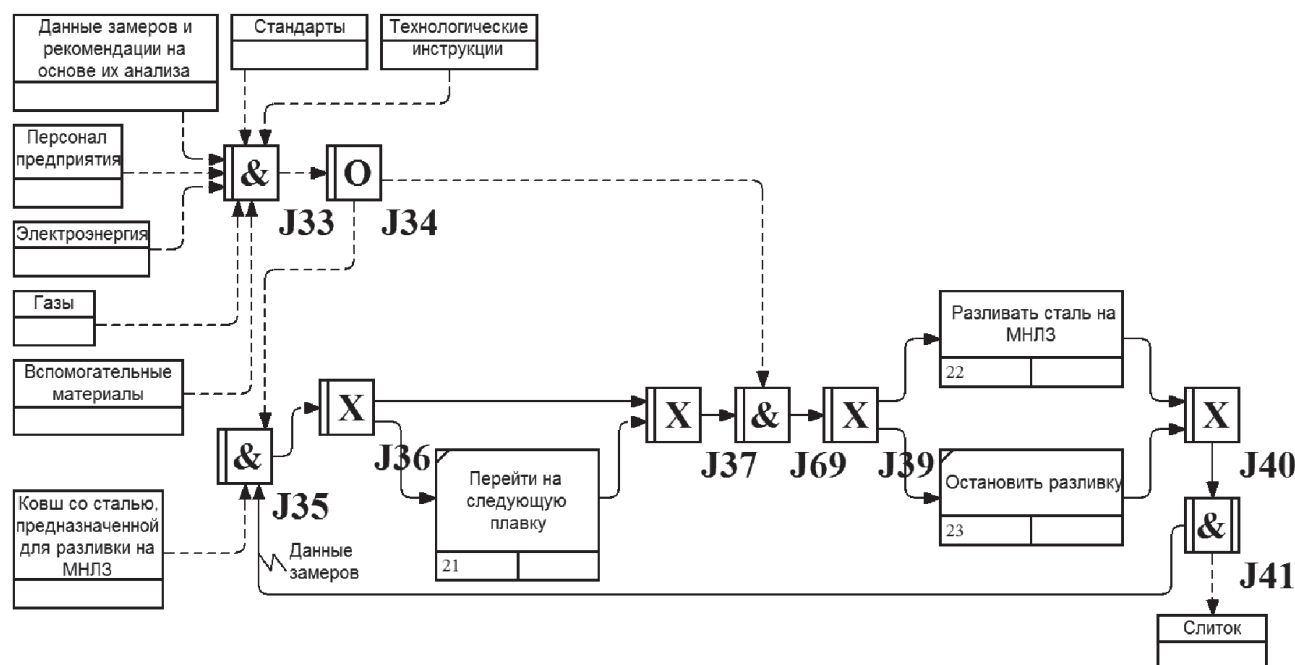 Данные замеров и
рекомендации на
основе их анализа
Стандарты
Технологические
инструкции
Персонал
предприятия
&
J33
O
J34
Электроэнергия
Газы
Вспомогательные
материалы
Разливать сталь на
МНЛЗ
22
&
J35
X
J36
X
J37
&
J69
X
J39
X
J40
Перейти на
следующую
плавку
21
Остановить разливку
23
Ковш со сталью,
предназначенной
для разливки на
МНЛЗ
Данные
замеров
&
J41
Слиток